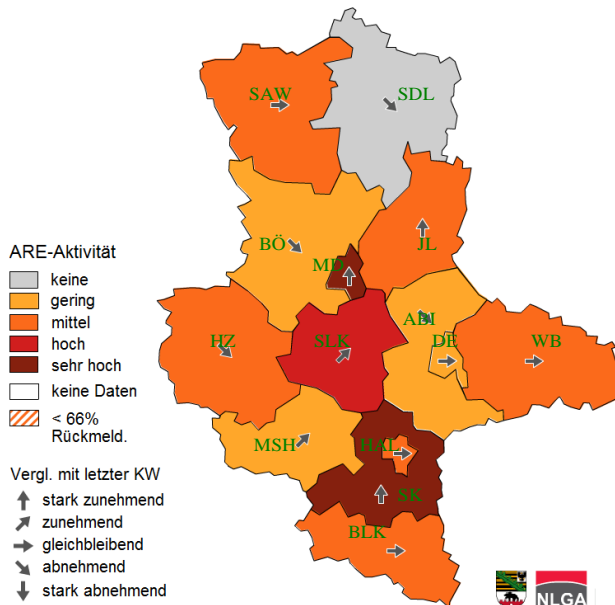 SAW
SDL
BÖ
JL
MD
ABI
HZ
SLK
DE
WB
MSH
HAL
SK
BLK
ARE-Aktivität
keine
gering
mittel
hoch
sehr hoch
keine Daten
< 66%
Rückmeld.
Vergl. mit letzter KW
stark zunehmend
zunehmend
gleichbleibend
abnehmend
stark abnehmend
NLGA